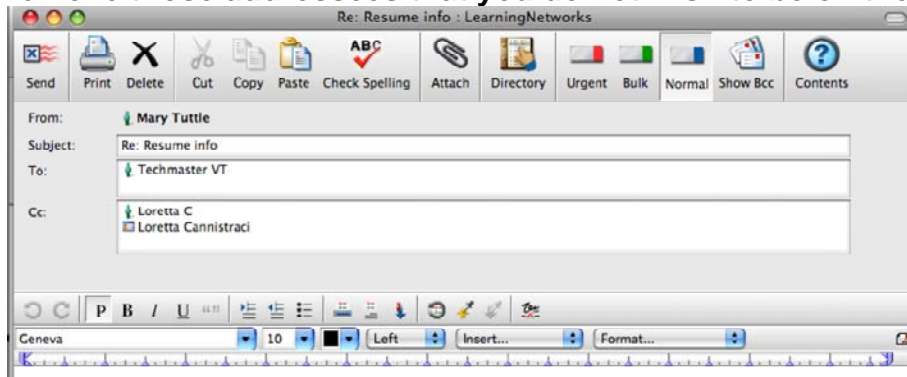 Re: Resume info : LearningNetworks
Send Print Delete Cut Copy Paste Check Spelling Attach Directory Urgent Bulk Normal Show Bcc Contents
From: Mary Tuttle
Subject: Re: Resume info
To: Techmaster VT
Cc: Loretta C
Loretta Cannistraci
P B I U
Geneva 10 Left Insert... Format...